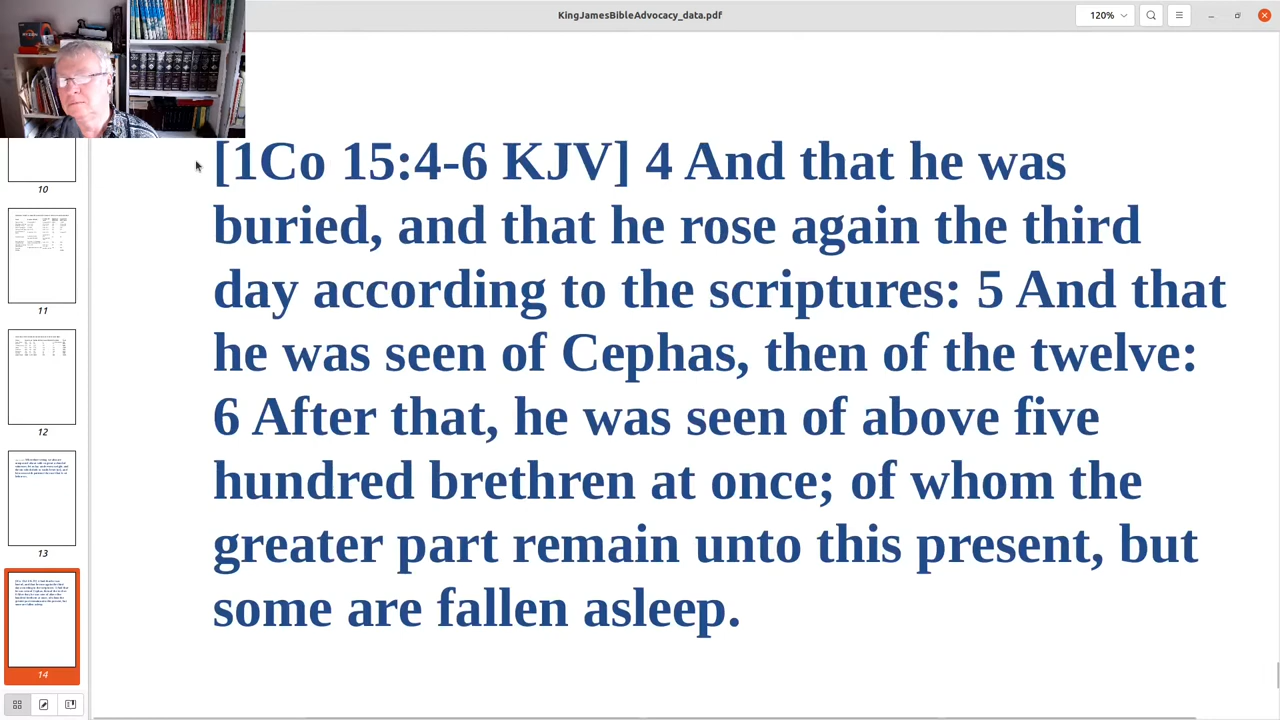 KingJamesBibleAdvocacy_data.pdf
120%
[1Co 15:4-6 KJV] 4 And that he was
buried, and that he rose again the third
day according to the scriptures: 5 And that
he was seen of Cephas, then of the twelve:
6 After that, he was seen of above five
hundred brethren at once; of whom the
greater part remain unto this present, but
some are fallen asleep.
10
11
12
13
14